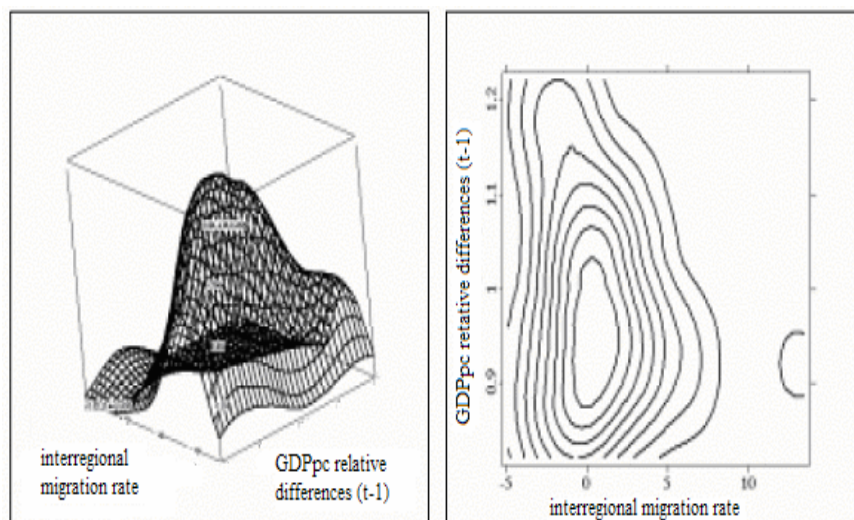 interregional
migration rate
GDPpc relative
differences (t-1)
GDPpc retative differences (t-1)
1.2
1.1
1
0.9
-5
0
5
10
interregional migration rate